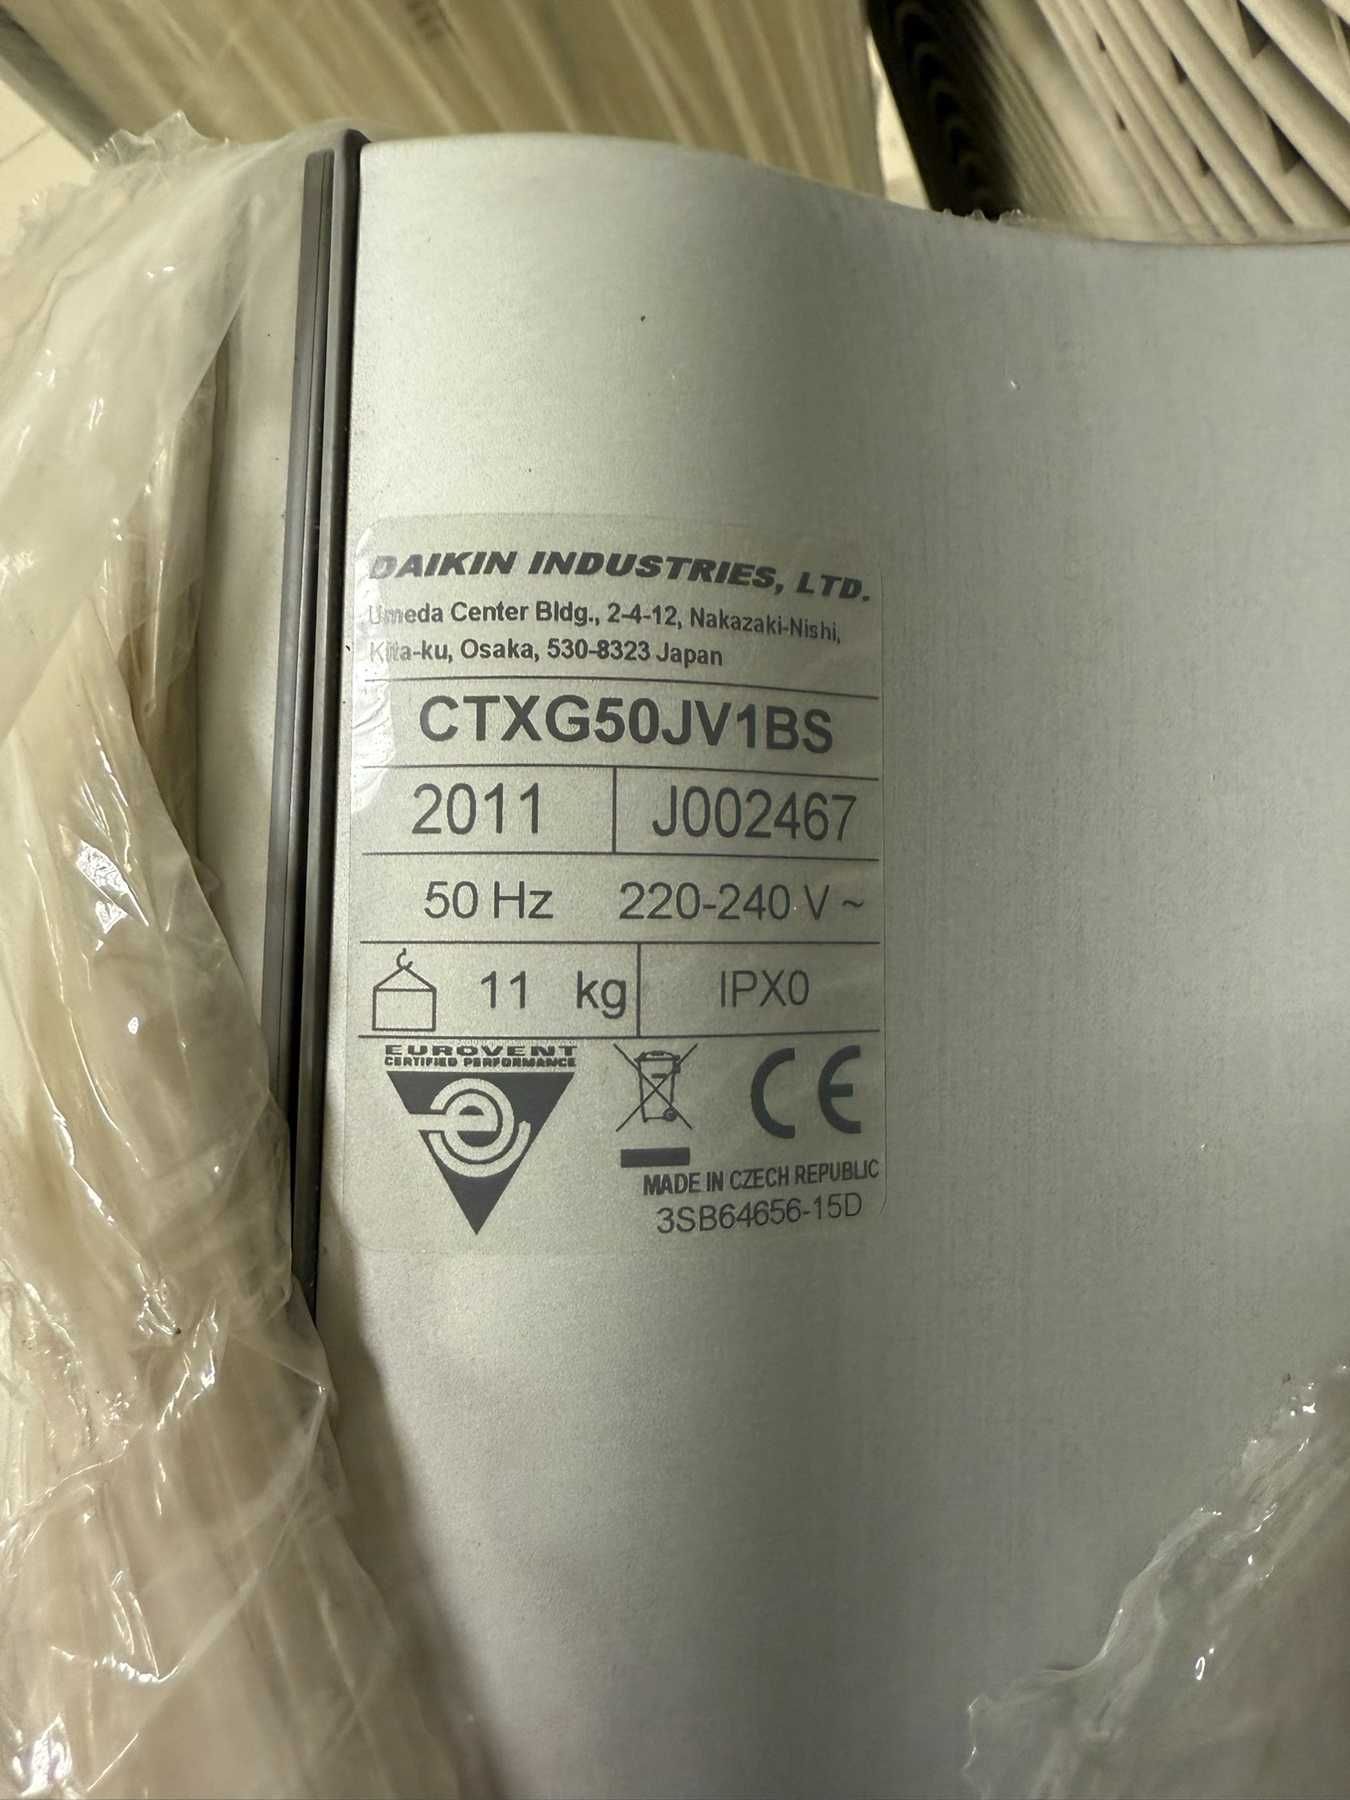 DAIKIN INDUSTRIES, LTD.
Umeda Center Bldg., 2-4-12, Nakazaki-Nishi,
Kita-ku, Osaka, 530-8323 Japan
CTXG50JV1BS
2011 J002467
50 Hz 220-240 V ~
11 kg IPX0
EUROVENT
CERTIFIED PERFORMANCE
e CE
MADE IN CZECH REPUBLIC
3SB64656-15D